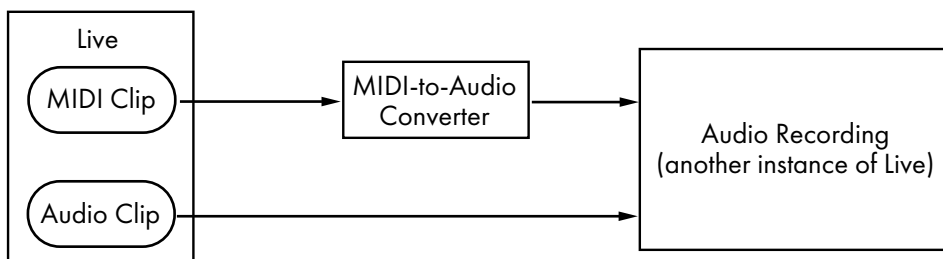 Live
MIDI Clip
MIDI-to-Audio
Converter
Audio Recording
(another instance of Live)
Audio Clip